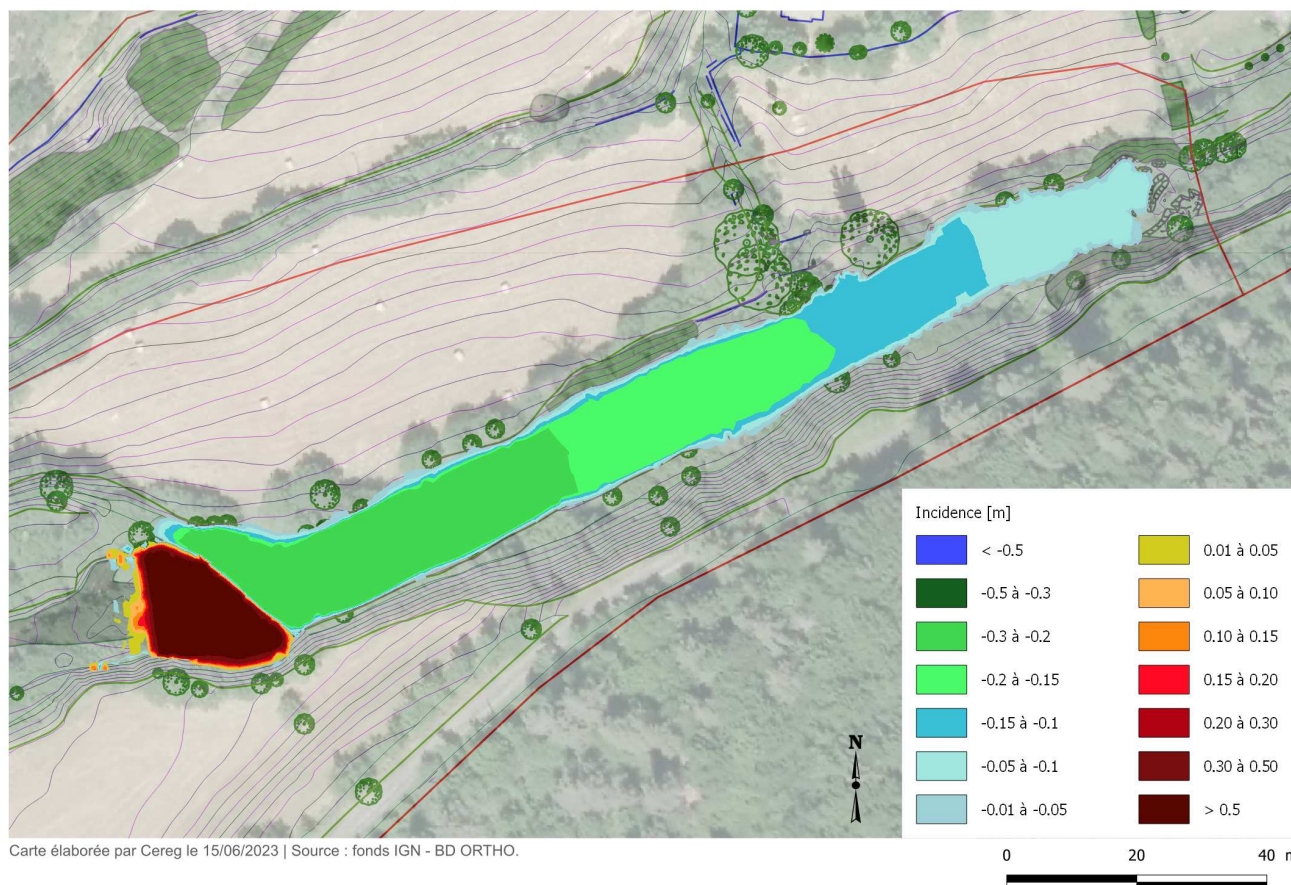 Incidence [m]
< -0.5
-0.5 à -0.3
-0.3 à -0.2
-0.2 à -0.15
-0.15 à -0.1
-0.05 à -0.1
-0.01 à -0.05
0.01 à 0.05
0.05 à 0.10
0.10 à 0.15
0.15 à 0.20
0.20 à 0.30
0.30 à 0.50
> 0.5
N
Carte élaborée par Cereg le 15/06/2023 | Source : fonds IGN - BD ORTHO.
0 20 40